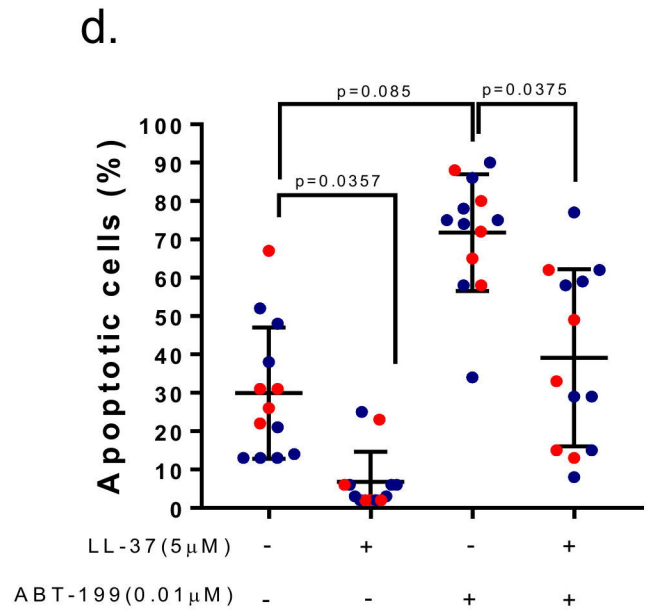 d.
p=0.085
p=0.0375
p=0.0357
Apoptotic cells (%)
100
90
80
70
60
50
40
30
20
10
0
LL-37(5μM) - + - +
ABT-199(0.01μM) - - + +